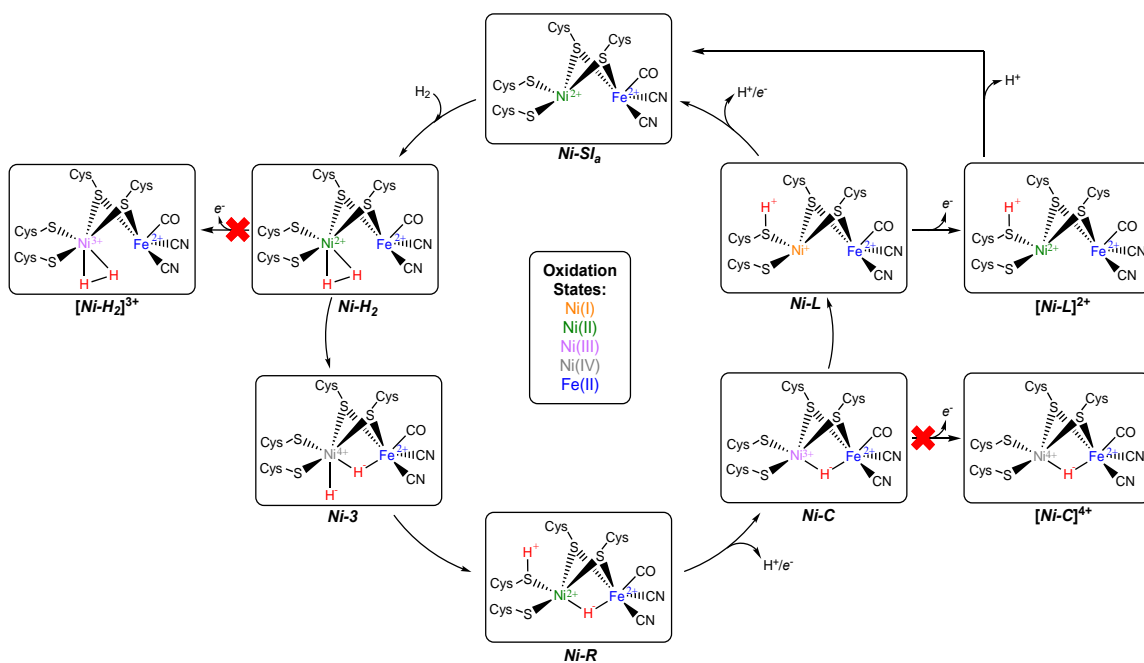 Cys
Cys
S
S
CO
Cys
S
Ni²⁺
Fe²⁺
CN
Cys
S
CN
Ni-SIₐ
H₂
H⁺/e⁻
H⁺
Cys
Cys
S
S
CO
Cys
S
Ni³⁺
Fe²⁺
CN
Cys
S
CN
H
H
[Ni-H₂]³⁺
e⁻
Cys
Cys
S
S
CO
Cys
S
Ni²⁺
Fe²⁺
CN
Cys
S
CN
H
H
Ni-H₂
Oxidation
States:
Ni(I)
Ni(II)
Ni(III)
Ni(IV)
Fe(II)
Cys
Cys
H⁺
S
S
CO
Cys
S
Ni⁺
Fe²⁺
CN
Cys
S
CN
Ni-L
e⁻
Cys
Cys
H⁺
S
S
CO
Cys
S
Ni²⁺
Fe²⁺
CN
Cys
S
CN
[Ni-L]²⁺
Cys
Cys
S
S
CO
Cys
S
Ni⁴⁺
Fe²⁺
CN
Cys
S
H⁻
CN
H⁻
Ni-3
Cys
Cys
S
S
CO
Cys
S
Ni³⁺
Fe²⁺
CN
Cys
S
H⁻
CN
Ni-C
e⁻
Cys
Cys
S
S
CO
Cys
S
Ni⁴⁺
Fe²⁺
CN
Cys
S
H⁻
CN
[Ni-C]⁴⁺
Cys
Cys
H⁺
S
S
CO
Cys
S
Ni²⁺
Fe²⁺
CN
Cys
S
H⁻
CN
Ni-R
H⁺/e⁻